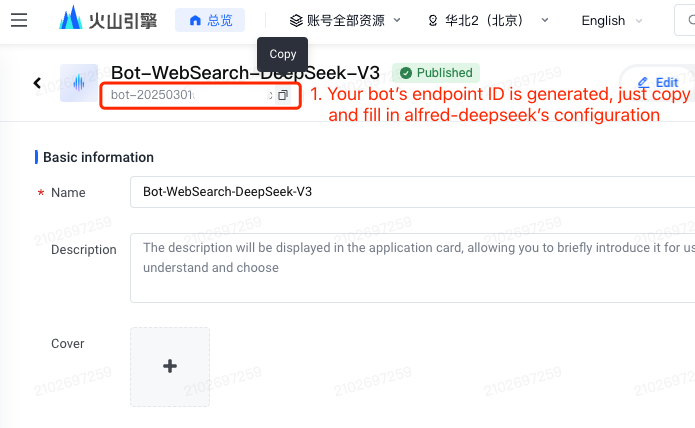 火山引擎 总览 账号全部资源 华北2（北京） English
Copy
Bot-WebSearch-DeepSeek-V3 Published Edit
bot-20250301
1. Your bot's endpoint ID is generated, just copy
and fill in alfred-deepseek's configuration
Basic information
* Name Bot-WebSearch-DeepSeek-V3
Description The description will be displayed in the application card, allowing you to briefly introduce it for us
understand and choose
Cover
2102697259
2102697259
2102697259
2102697259
2102697259
2102697259